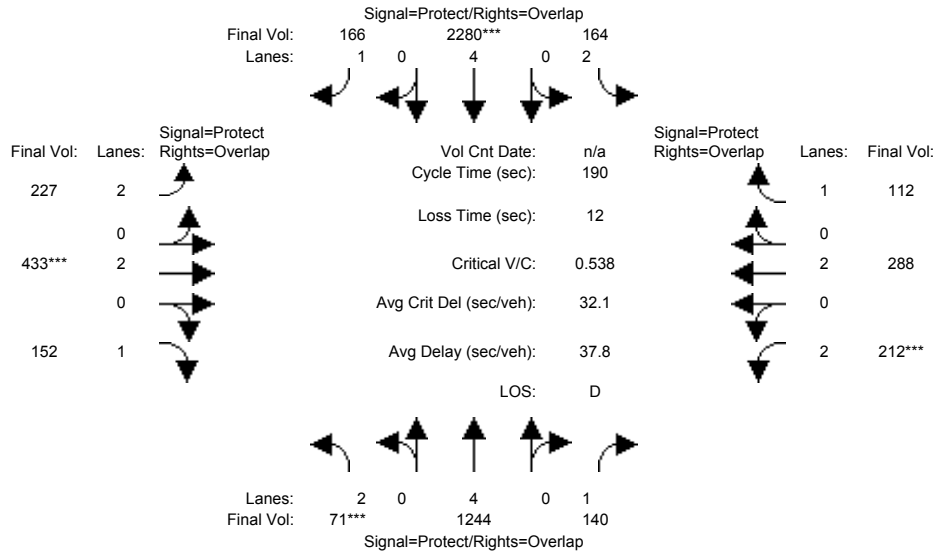 Signal=Protect/Rights=Overlap
Final Vol: 166 2280*** 164
Lanes: 1 0 4 0 2
Signal=Protect
Final Vol: Lanes: Rights=Overlap
Vol Cnt Date: n/a
Signal=Protect
Rights=Overlap Lanes: Final Vol:
Cycle Time (sec): 190
227 2
1 112
Loss Time (sec): 12
0
0
433*** 2
Critical V/C: 0.538
2 288
0
Avg Crit Del (sec/veh): 32.1
0
152 1
Avg Delay (sec/veh): 37.8
2 212***
LOS: D
Lanes: 2 0 4 0 1
Final Vol: 71*** 1244 140
Signal=Protect/Rights=Overlap